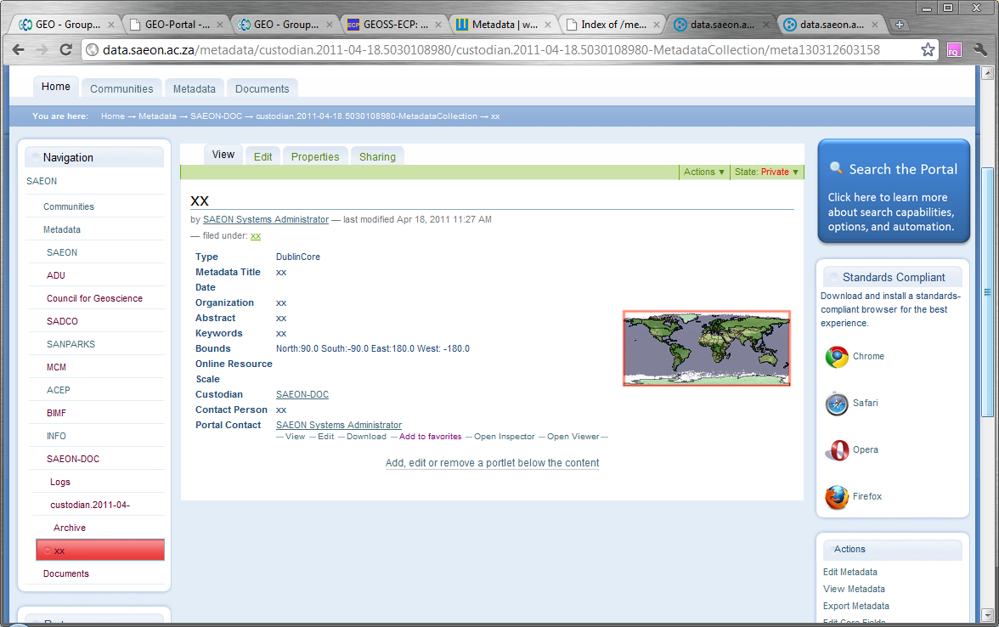 GEO - Group...
GEO-Portal -...
GEO - Group...
ECP GEOSS-ECP: ...
Metadata | w...
Index of /me...
data.saeon.a...
data.saeon.a...
data.saeon.ac.za/metadata/custodian.2011-04-18.5030108980/custodian.2011-04-18.5030108980-MetadataCollection/meta130312603158
Home Communities Metadata Documents
You are here: Home → Metadata → SAEON-DOC → custodian.2011-04-18.5030108980-MetadataCollection → xx
Navigation
SAEON
Communities
Metadata
SAEON
ADU
Council for Geoscience
SADCO
SANPARKS
MCM
ACEP
BIMF
INFO
SAEON-DOC
Logs
custodian.2011-04-
Archive
xx
Documents
View Edit Properties Sharing
Actions ▼ State: Private ▼
xx
by SAEON Systems Administrator — last modified Apr 18, 2011 11:27 AM
— filed under: xx
Type DublinCore
Metadata Title xx
Date
Organization xx
Abstract xx
Keywords xx
Bounds North:90.0 South:-90.0 East:180.0 West: -180.0
Online Resource
Scale
Custodian SAEON-DOC
Contact Person xx
Portal Contact SAEON Systems Administrator
— View — Edit — Download — Add to favorites — Open Inspector — Open Viewer —
Add, edit or remove a portlet below the content
Search the Portal
Click here to learn more
about search capabilities,
options, and automation.
Standards Compliant
Download and install a standards-
compliant browser for the best
experience.
Chrome
Safari
Opera
Firefox
Actions
Edit Metadata
View Metadata
Export Metadata
Edit Core Fields